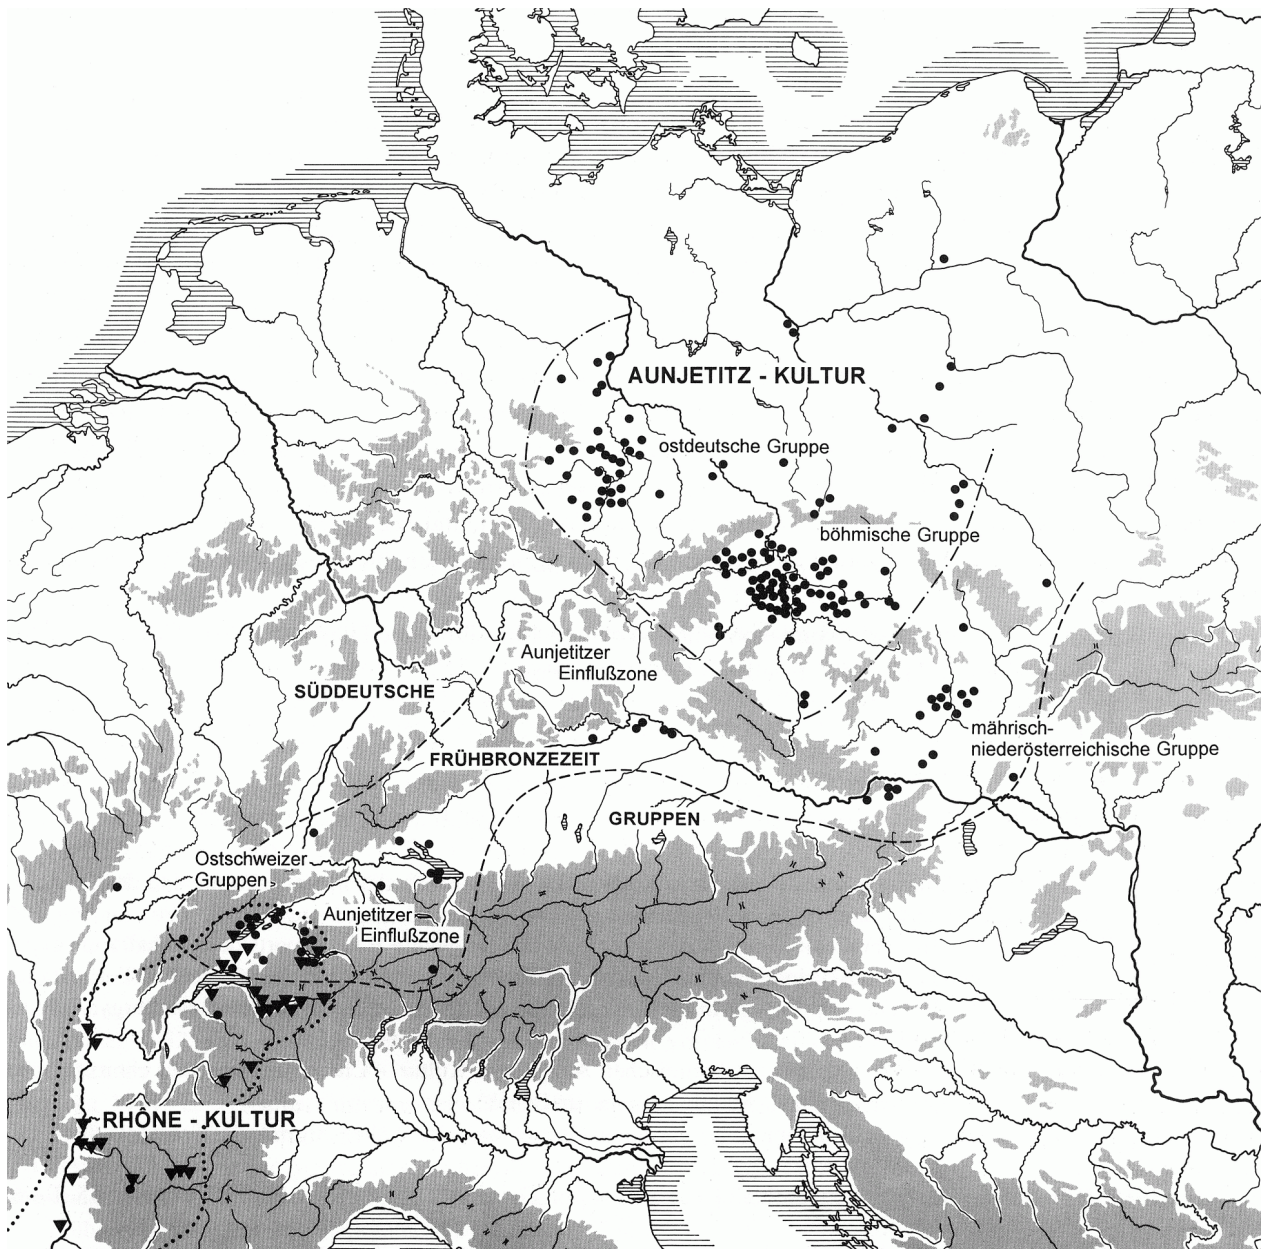 AUNJETITZ - KULTUR
ostdeutsche Gruppe
böhmische Gruppe
Aunjetitzer
Einflußzone
SÜDDEUTSCHE
mährisch-
niederösterreichische Gruppe
FRÜHBRONZEZEIT
GRUPPEN
Ostschweizer
Gruppen
Aunjetitzer
Einflußzone
RHÔNE - KULTUR